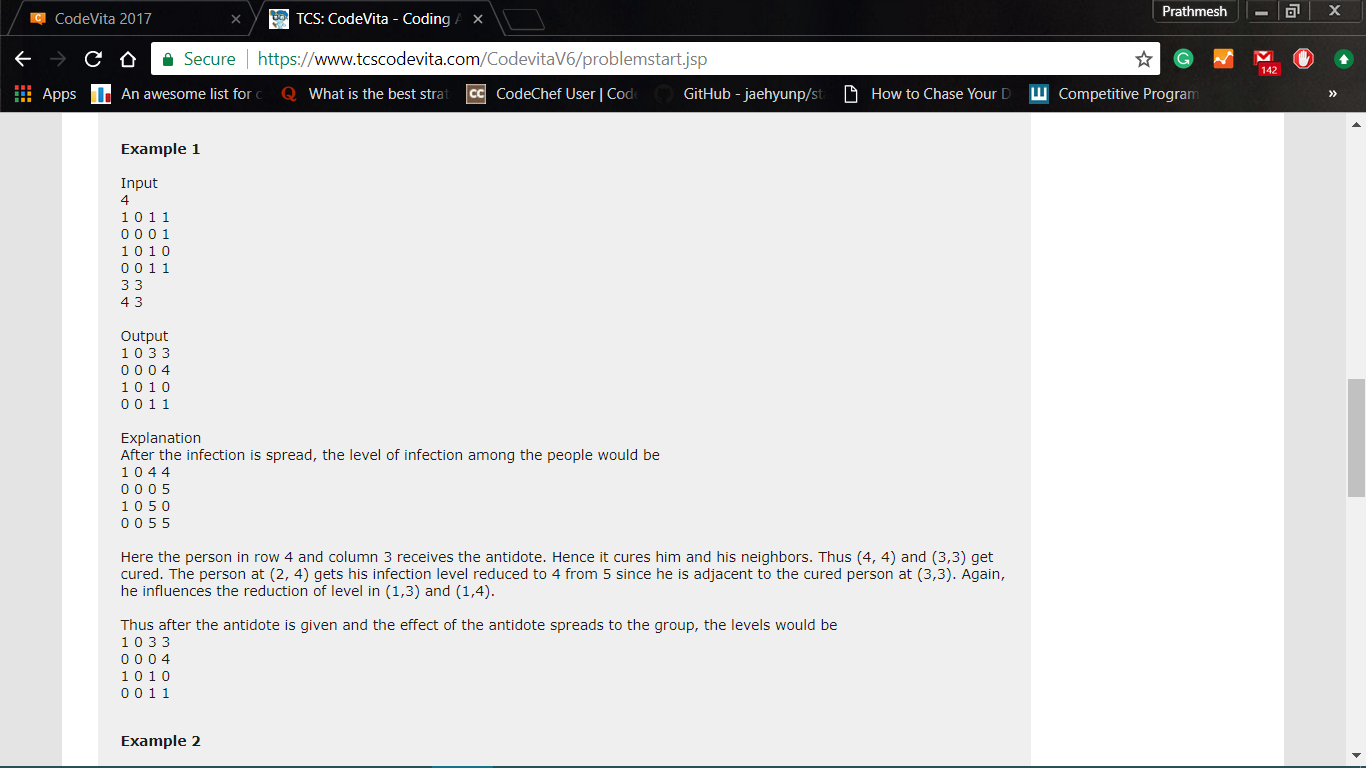 CodeVita 2017
TCS: CodeVita - Coding
Prathmesh
Secure
https://www.tcscodevita.com/CodevitaV6/problemstart.jsp
142
Apps
An awesome list for
What is the best strat
CodeChef User | Cod
GitHub - jaehyunp/st
How to Chase Your D
Competitive Program
»
Example 1
Input
4
1 0 1 1
0 0 0 1
1 0 1 0
0 0 1 1
3 3
4 3
Output
1 0 3 3
0 0 0 4
1 0 1 0
0 0 1 1
Explanation
After the infection is spread, the level of infection among the people would be
1 0 4 4
0 0 0 5
1 0 5 0
0 0 5 5
Here the person in row 4 and column 3 receives the antidote. Hence it cures him and his neighbors. Thus (4, 4) and (3,3) get
cured. The person at (2, 4) gets his infection level reduced to 4 from 5 since he is adjacent to the cured person at (3,3). Again,
he influences the reduction of level in (1,3) and (1,4).
Thus after the antidote is given and the effect of the antidote spreads to the group, the levels would be
1 0 3 3
0 0 0 4
1 0 1 0
0 0 1 1
Example 2